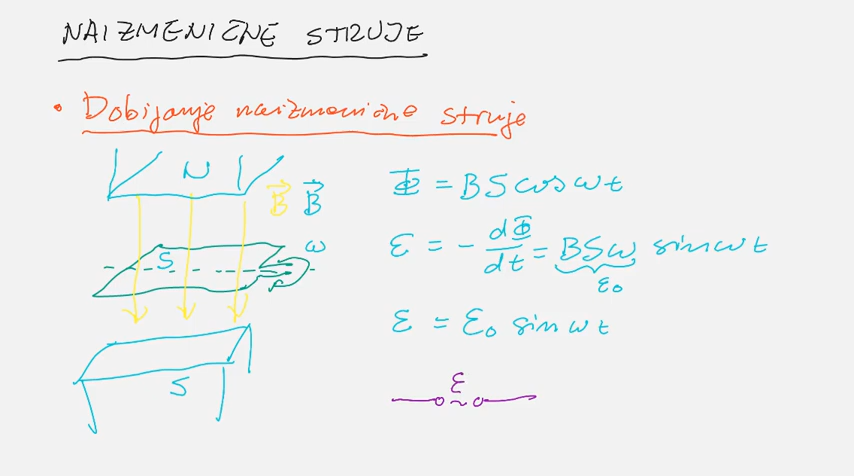 NAIZMENIČNE STRUJE
• Dobijanje naizmenične struje
N
B⃗ B⃗
S
ω
S
Φ = BS cos ωt
ε = - dΦ/dt = BSω sin ωt
ε₀
ε = ε₀ sin ωt
ε
~